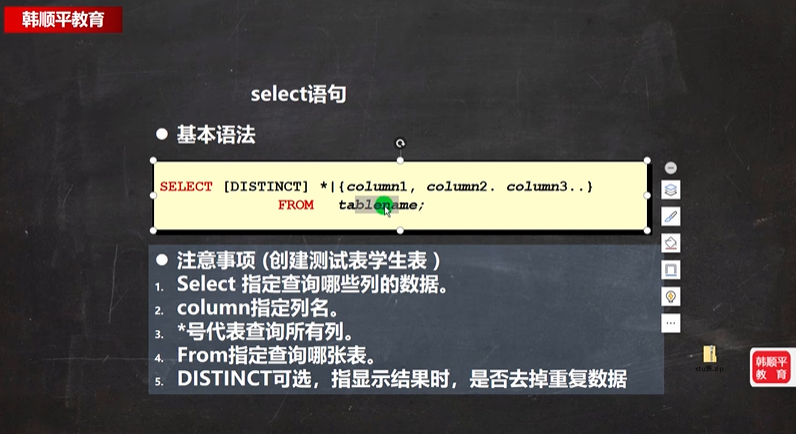 韩顺平教育
select语句
● 基本语法
SELECT [DISTINCT] *|{column1, column2. column3..}
FROM tablename;
● 注意事项 (创建测试表学生表 )
1. Select 指定查询哪些列的数据。
2. column指定列名。
3. *号代表查询所有列。
4. From指定查询哪张表。
5. DISTINCT可选，指显示结果时，是否去掉重复数据
韩顺平
教 育